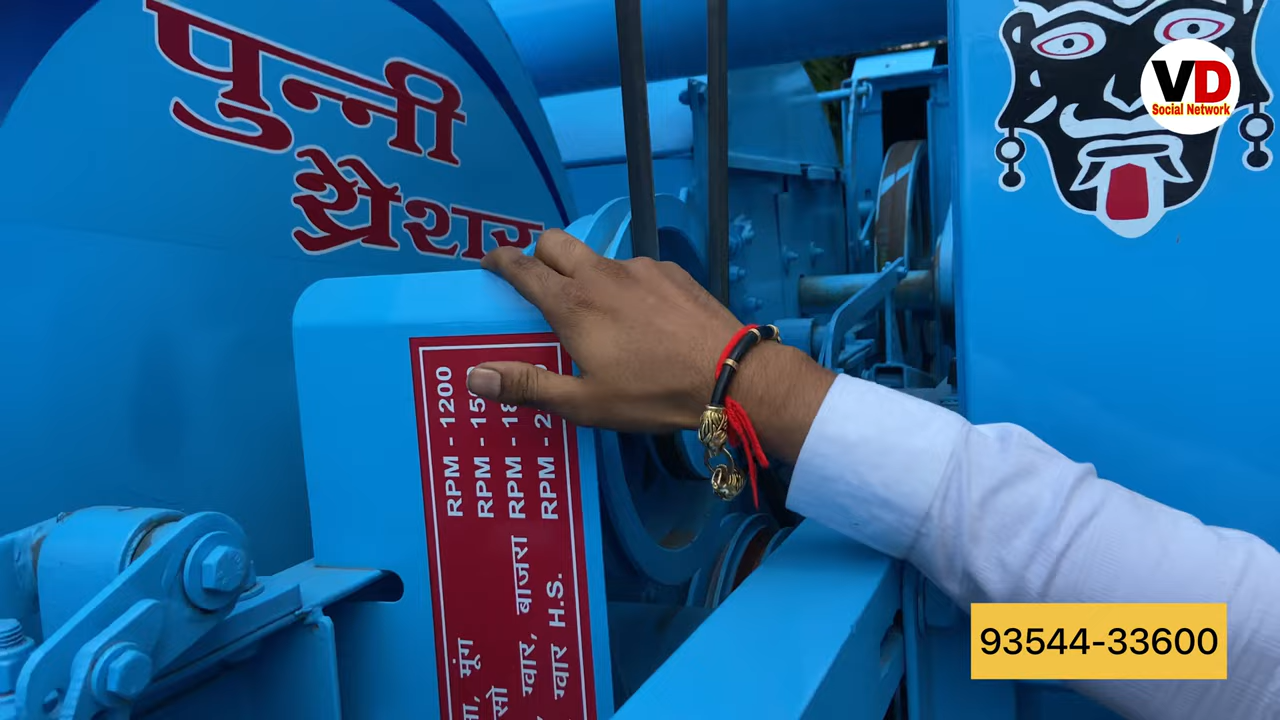 पुन्नी
थ्रेशर
VD
Social Network
RPM - 1200
RPM - 15
RPM - 18
RPM - 2
मूंग
ग्वार, बाजरा
ग्वार H.S.
93544-33600